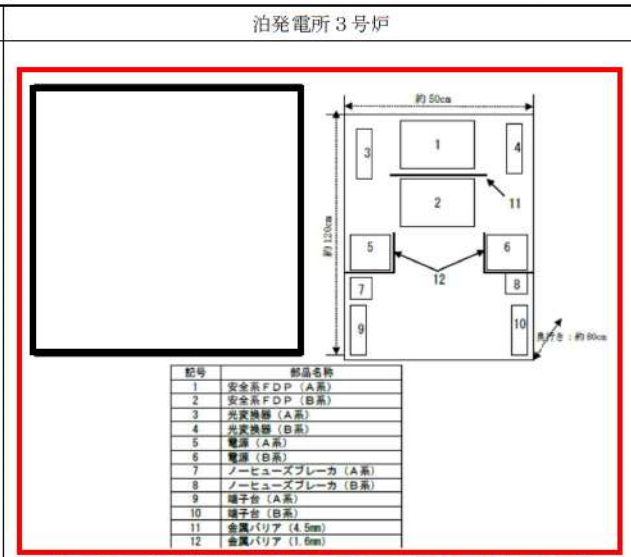 泊発電所３号炉
約50cm
3
1
4
2
11
約120cm
5
6
12
7
8
9
10
奥行き：約80cm
記号 部品名称
1 安全系ＦＤＰ（Ａ系）
2 安全系ＦＤＰ（Ｂ系）
3 光変換器（Ａ系）
4 光変換器（Ｂ系）
5 電源（Ａ系）
6 電源（Ｂ系）
7 ノーヒューズブレーカ（Ａ系）
8 ノーヒューズブレーカ（Ｂ系）
9 端子台（Ａ系）
10 端子台（Ｂ系）
11 金属バリア（4.5mm）
12 金属バリア（1.6mm）